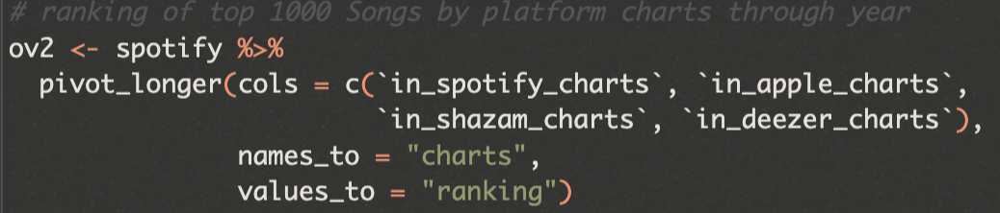 # ranking of top 1000 Songs by platform charts through year
ov2 <- spotify %>%
  pivot_longer(cols = c(`in_spotify_charts`, `in_apple_charts`,
                        `in_shazam_charts`, `in_deezer_charts`),
               names_to = "charts",
               values_to = "ranking")